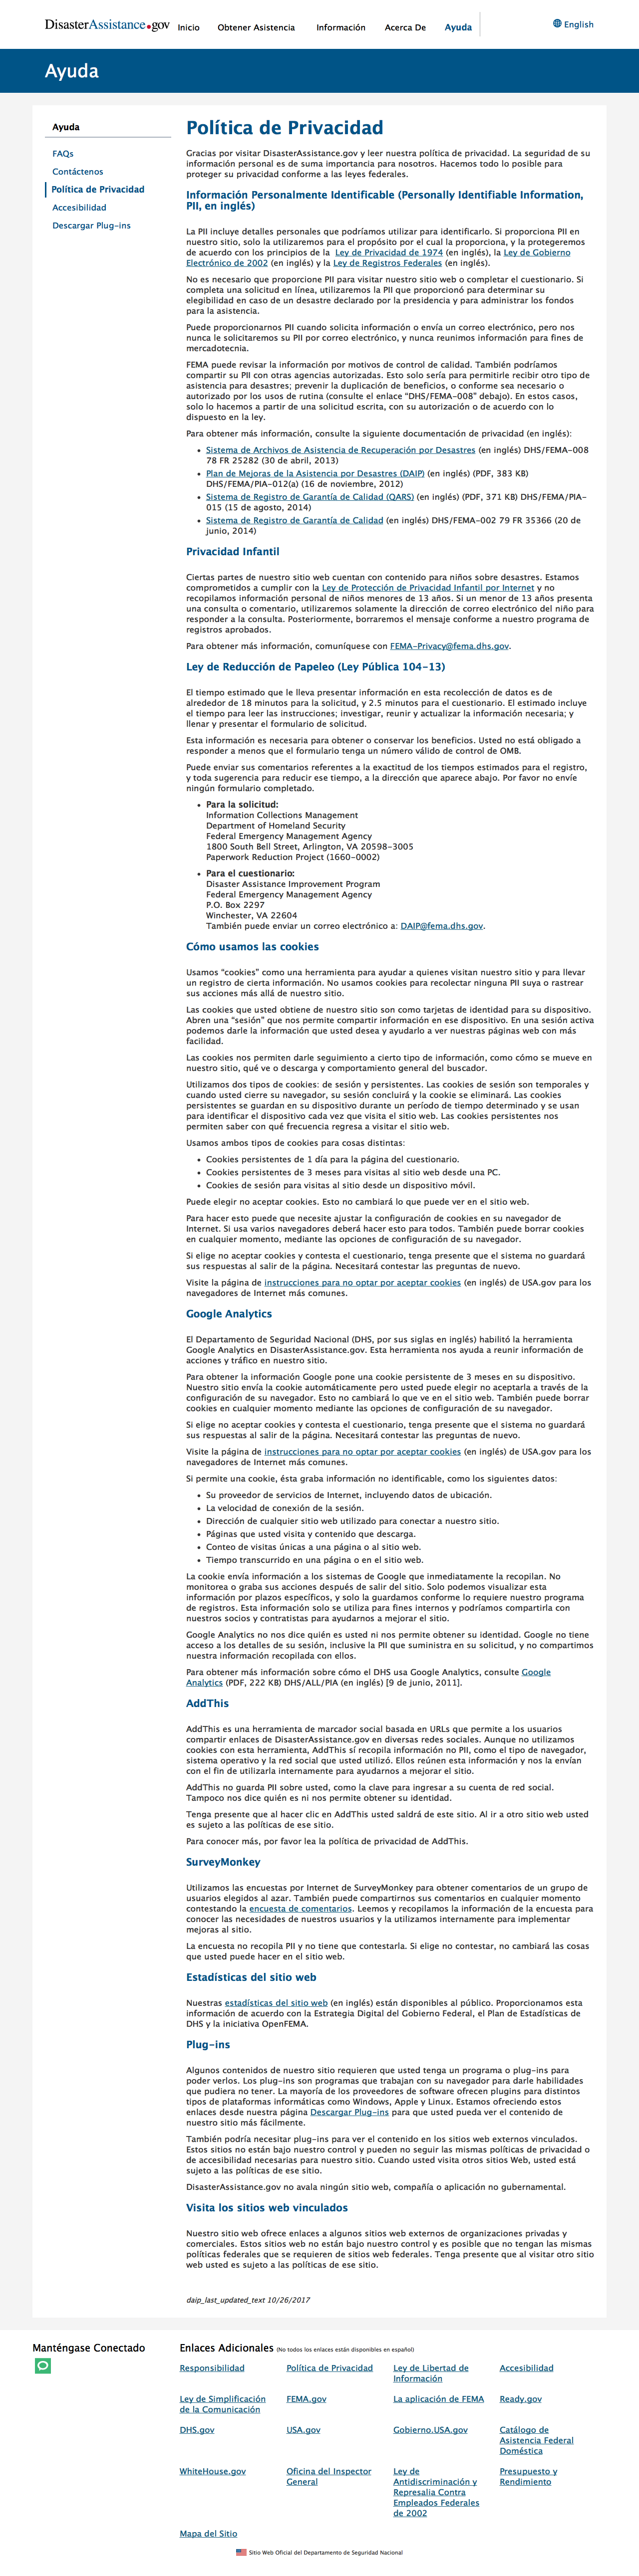 DisasterAssistance.gov
Inicio Obtener Asistencia Información Acerca De Ayuda
English
Ayuda
Ayuda
FAQs
Contáctenos
Política de Privacidad
Accesibilidad
Descargar Plug-ins
Política de Privacidad
Gracias por visitar DisasterAssistance.gov y leer nuestra política de privacidad. La seguridad de su
información personal es de suma importancia para nosotros. Hacemos todo lo posible para
proteger su privacidad conforme a las leyes federales.
Información Personalmente Identificable (Personally Identifiable Information,
PII, en inglés)
La PII incluye detalles personales que podríamos utilizar para identificarlo. Si proporciona PII en
nuestro sitio, solo la utilizaremos para el propósito por el cual la proporciona, y la protegeremos
de acuerdo con los principios de la Ley de Privacidad de 1974 (en inglés), la Ley de Gobierno
Electrónico de 2002 (en inglés) y la Ley de Registros Federales (en inglés).
No es necesario que proporcione PII para visitar nuestro sitio web o completar el cuestionario. Si
completa una solicitud en línea, utilizaremos la PII que proporcionó para determinar su
elegibilidad en caso de un desastre declarado por la presidencia y para administrar los fondos
para la asistencia.
Puede proporcionarnos PII cuando solicita información o envía un correo electrónico, pero nos
nunca le solicitaremos su PII por correo electrónico, y nunca reunimos información para fines de
mercadotecnia.
FEMA puede revisar la información por motivos de control de calidad. También podríamos
compartir su PII con otras agencias autorizadas. Esto solo sería para permitirle recibir otro tipo de
asistencia para desastres; prevenir la duplicación de beneficios, o conforme sea necesario o
autorizado por los usos de rutina (consulte el enlace “DHS/FEMA-008” debajo). En estos casos,
solo lo hacemos a partir de una solicitud escrita, con su autorización o de acuerdo con lo
dispuesto en la ley.
Para obtener más información, consulte la siguiente documentación de privacidad (en inglés):
• Sistema de Archivos de Asistencia de Recuperación por Desastres (en inglés) DHS/FEMA-008
78 FR 25282 (30 de abril, 2013)
• Plan de Mejoras de la Asistencia por Desastres (DAIP) (en inglés) (PDF, 383 KB)
DHS/FEMA/PIA-012(a) (16 de noviembre, 2012)
• Sistema de Registro de Garantía de Calidad (QARS) (en inglés) (PDF, 371 KB) DHS/FEMA/PIA-
015 (15 de agosto, 2014)
• Sistema de Registro de Garantía de Calidad (en inglés) DHS/FEMA-002 79 FR 35366 (20 de
junio, 2014)
Privacidad Infantil
Ciertas partes de nuestro sitio web cuentan con contenido para niños sobre desastres. Estamos
comprometidos a cumplir con la Ley de Protección de Privacidad Infantil por Internet y no
recopilamos información personal de niños menores de 13 años. Si un menor de 13 años presenta
una consulta o comentario, utilizaremos solamente la dirección de correo electrónico del niño para
responder a la consulta. Posteriormente, borraremos el mensaje conforme a nuestro programa de
registros aprobados.
Para obtener más información, comuníquese con FEMA-Privacy@fema.dhs.gov.
Ley de Reducción de Papeleo (Ley Pública 104-13)
El tiempo estimado que le lleva presentar información en esta recolección de datos es de
alrededor de 18 minutos para la solicitud, y 2.5 minutos para el cuestionario. El estimado incluye
el tiempo para leer las instrucciones; investigar, reunir y actualizar la información necesaria; y
llenar y presentar el formulario de solicitud.
Esta información es necesaria para obtener o conservar los beneficios. Usted no está obligado a
responder a menos que el formulario tenga un número válido de control de OMB.
Puede enviar sus comentarios referentes a la exactitud de los tiempos estimados para el registro,
y toda sugerencia para reducir ese tiempo, a la dirección que aparece abajo. Por favor no envíe
ningún formulario completado.
• Para la solicitud:
Information Collections Management
Department of Homeland Security
Federal Emergency Management Agency
1800 South Bell Street, Arlington, VA 20598-3005
Paperwork Reduction Project (1660-0002)
• Para el cuestionario:
Disaster Assistance Improvement Program
Federal Emergency Management Agency
P.O. Box 2297
Winchester, VA 22604
También puede enviar un correo electrónico a: DAIP@fema.dhs.gov.
Cómo usamos las cookies
Usamos “cookies” como una herramienta para ayudar a quienes visitan nuestro sitio y para llevar
un registro de cierta información. No usamos cookies para recolectar ninguna PII suya o rastrear
sus acciones más allá de nuestro sitio.
Las cookies que usted obtiene de nuestro sitio son como tarjetas de identidad para su dispositivo.
Abren una “sesión” que nos permite compartir información en ese dispositivo. En una sesión activa
podemos darle la información que usted desea y ayudarlo a ver nuestras páginas web con más
facilidad.
Las cookies nos permiten darle seguimiento a cierto tipo de información, como cómo se mueve en
nuestro sitio, qué ve o descarga y comportamiento general del buscador.
Utilizamos dos tipos de cookies: de sesión y persistentes. Las cookies de sesión son temporales y
cuando usted cierre su navegador, su sesión concluirá y la cookie se eliminará. Las cookies
persistentes se guardan en su dispositivo durante un período de tiempo determinado y se usan
para identificar el dispositivo cada vez que visita el sitio web. Las cookies persistentes nos
permiten saber con qué frecuencia regresa a visitar el sitio web.
Usamos ambos tipos de cookies para cosas distintas:
• Cookies persistentes de 1 día para la página del cuestionario.
• Cookies persistentes de 3 meses para visitas al sitio web desde una PC.
• Cookies de sesión para visitas al sitio desde un dispositivo móvil.
Puede elegir no aceptar cookies. Esto no cambiará lo que puede ver en el sitio web.
Para hacer esto puede que necesite ajustar la configuración de cookies en su navegador de
Internet. Si usa varios navegadores deberá hacer esto para todos. También puede borrar cookies
en cualquier momento, mediante las opciones de configuración de su navegador.
Si elige no aceptar cookies y contesta el cuestionario, tenga presente que el sistema no guardará
sus respuestas al salir de la página. Necesitará contestar las preguntas de nuevo.
Visite la página de instrucciones para no optar por aceptar cookies (en inglés) de USA.gov para los
navegadores de Internet más comunes.
Google Analytics
El Departamento de Seguridad Nacional (DHS, por sus siglas en inglés) habilitó la herramienta
Google Analytics en DisasterAssistance.gov. Esta herramienta nos ayuda a reunir información de
acciones y tráfico en nuestro sitio.
Para obtener la información Google pone una cookie persistente de 3 meses en su dispositivo.
Nuestro sitio envía la cookie automáticamente pero usted puede elegir no aceptarla a través de la
configuración de su navegador. Esto no cambiará lo que ve en el sitio web. También puede borrar
cookies en cualquier momento mediante las opciones de configuración de su navegador.
Si elige no aceptar cookies y contesta el cuestionario, tenga presente que el sistema no guardará
sus respuestas al salir de la página. Necesitará contestar las preguntas de nuevo.
Visite la página de instrucciones para no optar por aceptar cookies (en inglés) de USA.gov para los
navegadores de Internet más comunes.
Si permite una cookie, ésta graba información no identificable, como los siguientes datos:
• Su proveedor de servicios de Internet, incluyendo datos de ubicación.
• La velocidad de conexión de la sesión.
• Dirección de cualquier sitio web utilizado para conectar a nuestro sitio.
• Páginas que usted visita y contenido que descarga.
• Conteo de visitas únicas a una página o al sitio web.
• Tiempo transcurrido en una página o en el sitio web.
La cookie envía información a los sistemas de Google que inmediatamente la recopilan. No
monitorea o graba sus acciones después de salir del sitio. Solo podemos visualizar esta
información por plazos específicos, y solo la guardamos conforme lo requiere nuestro programa
de registros. Esta información solo se utiliza para fines internos y podríamos compartirla con
nuestros socios y contratistas para ayudarnos a mejorar el sitio.
Google Analytics no nos dice quién es usted ni nos permite obtener su identidad. Google no tiene
acceso a los detalles de su sesión, inclusive la PII que suministra en su solicitud, y no compartimos
nuestra información recopilada con ellos.
Para obtener más información sobre cómo el DHS usa Google Analytics, consulte Google
Analytics (PDF, 222 KB) DHS/ALL/PIA (en inglés) [9 de junio, 2011].
AddThis
AddThis es una herramienta de marcador social basada en URLs que permite a los usuarios
compartir enlaces de DisasterAssistance.gov en diversas redes sociales. Aunque no utilizamos
cookies con esta herramienta, AddThis sí recopila información no PII, como el tipo de navegador,
sistema operativo y la red social que usted utilizó. Ellos reúnen esta información y nos la envían
con el fin de utilizarla internamente para ayudarnos a mejorar el sitio.
AddThis no guarda PII sobre usted, como la clave para ingresar a su cuenta de red social.
Tampoco nos dice quién es ni nos permite obtener su identidad.
Tenga presente que al hacer clic en AddThis usted saldrá de este sitio. Al ir a otro sitio web usted
es sujeto a las políticas de ese sitio.
Para conocer más, por favor lea la política de privacidad de AddThis.
SurveyMonkey
Utilizamos las encuestas por Internet de SurveyMonkey para obtener comentarios de un grupo de
usuarios elegidos al azar. También puede compartirnos sus comentarios en cualquier momento
contestando la encuesta de comentarios. Leemos y recopilamos la información de la encuesta para
conocer las necesidades de nuestros usuarios y la utilizamos internamente para implementar
mejoras al sitio.
La encuesta no recopila PII y no tiene que contestarla. Si elige no contestar, no cambiará las cosas
que usted puede hacer en el sitio web.
Estadísticas del sitio web
Nuestras estadísticas del sitio web (en inglés) están disponibles al público. Proporcionamos esta
información de acuerdo con la Estrategia Digital del Gobierno Federal, el Plan de Estadísticas de
DHS y la iniciativa OpenFEMA.
Plug-ins
Algunos contenidos de nuestro sitio requieren que usted tenga un programa o plug-ins para
poder verlos. Los plug-ins son programas que trabajan con su navegador para darle habilidades
que pudiera no tener. La mayoría de los proveedores de software ofrecen plugins para distintos
tipos de plataformas informáticas como Windows, Apple y Linux. Estamos ofreciendo estos
enlaces desde nuestra página Descargar Plug-ins para que usted pueda ver el contenido de
nuestro sitio más fácilmente.
También podría necesitar plug-ins para ver el contenido en los sitios web externos vinculados.
Estos sitios no están bajo nuestro control y pueden no seguir las mismas políticas de privacidad o
de accesibilidad necesarias para nuestro sitio. Cuando usted visita otros sitios Web, usted está
sujeto a las políticas de ese sitio.
DisasterAssistance.gov no avala ningún sitio web, compañía o aplicación no gubernamental.
Visita los sitios web vinculados
Nuestro sitio web ofrece enlaces a algunos sitios web externos de organizaciones privadas y
comerciales. Estos sitios web no están bajo nuestro control y es posible que no tengan las mismas
políticas federales que se requieren de sitios web federales. Tenga presente que al visitar otro sitio
web usted es sujeto a las políticas de ese sitio.
daip_last_updated_text 10/26/2017
Manténgase Conectado
Enlaces Adicionales (No todos los enlaces están disponibles en español)
Responsibilidad Política de Privacidad Ley de Libertad de Accesibilidad
Información
Ley de Simplificación FEMA.gov La aplicación de FEMA Ready.gov
de la Comunicación
DHS.gov USA.gov Gobierno.USA.gov Catálogo de
Asistencia Federal
Doméstica
WhiteHouse.gov Oficina del Inspector Ley de Presupuesto y
General Antidiscriminación y Rendimiento
Represalia Contra
Empleados Federales
de 2002
Mapa del Sitio
Sitio Web Oficial del Departamento de Seguridad Nacional